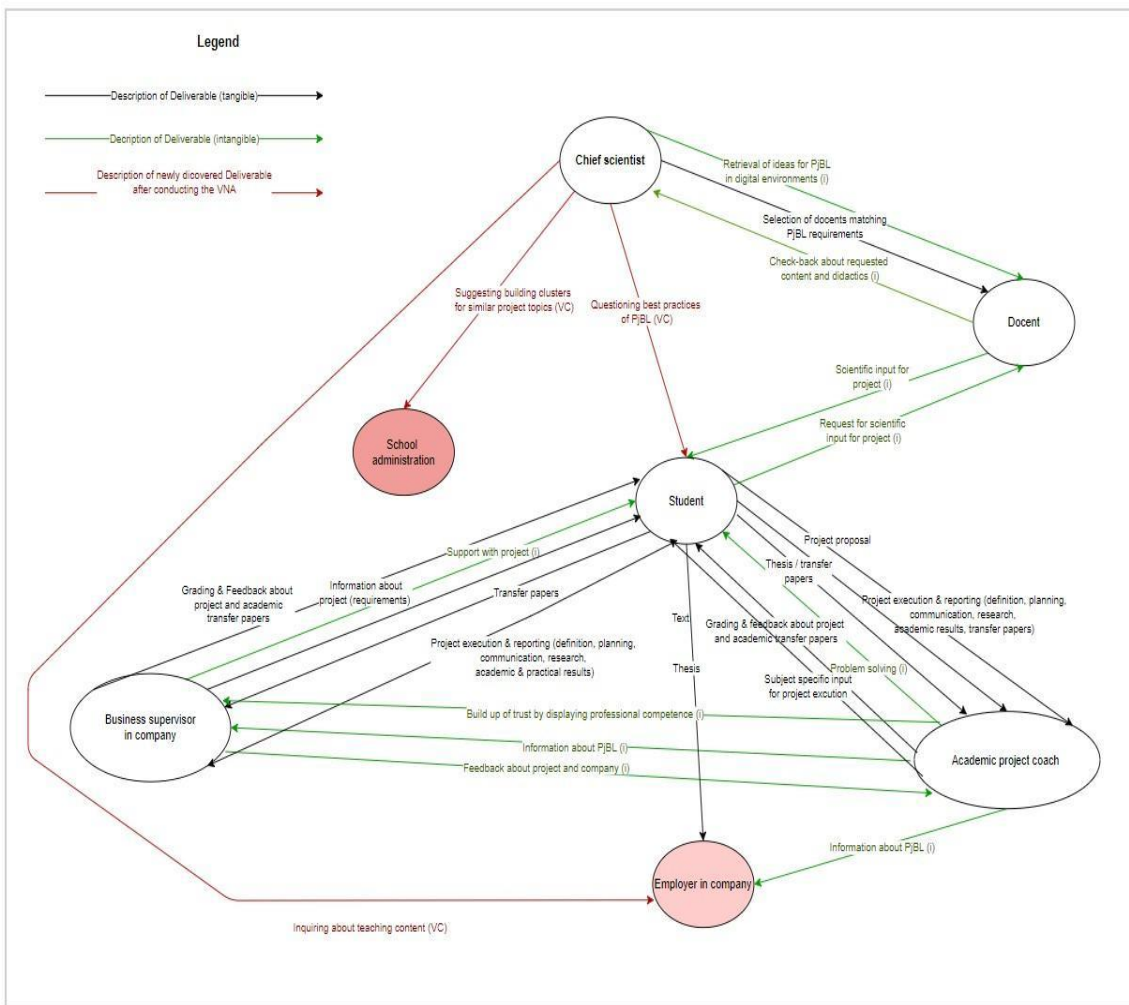 Legend
Description of Deliverable (tangible)
Decription of Deliverable (intangible)
Description of newly dicovered Deliverable
after conducting the VNA
Chief scientist
Retrieval of ideas for PjBL
in digital environments (i)
Selection of docents matching
PjBL requirements
Check-back about requested
content and didactics (i)
Docent
Suggesting building clusters
for similar project topics (VC)
Questioning best practices
of PjBL (VC)
Scientific input for
project (i)
Request for scientific
input for project (i)
School
administration
Student
Support with project (i)
Project proposal
Thesis / transfer
papers
Grading & Feedback about
project and academic
transfer papers
Information about
project (requirements)
Transfer papers
Project execution & reporting (definition, planning,
communication, research,
academic results, transfer papers)
Text
Grading & feedback about project
and academic transfer papers
Project execution & reporting (definition, planning,
communication, research,
academic & practical results)
Thesis
Problem solving (i)
Subject specific input
for project excution
Business supervisor
in company
Build up of trust by displaying professional competence (i)
Information about PjBL (i)
Feedback about project and company (i)
Academic project coach
Information about PjBL (i)
Employer in company
Inquiring about teaching content (VC)